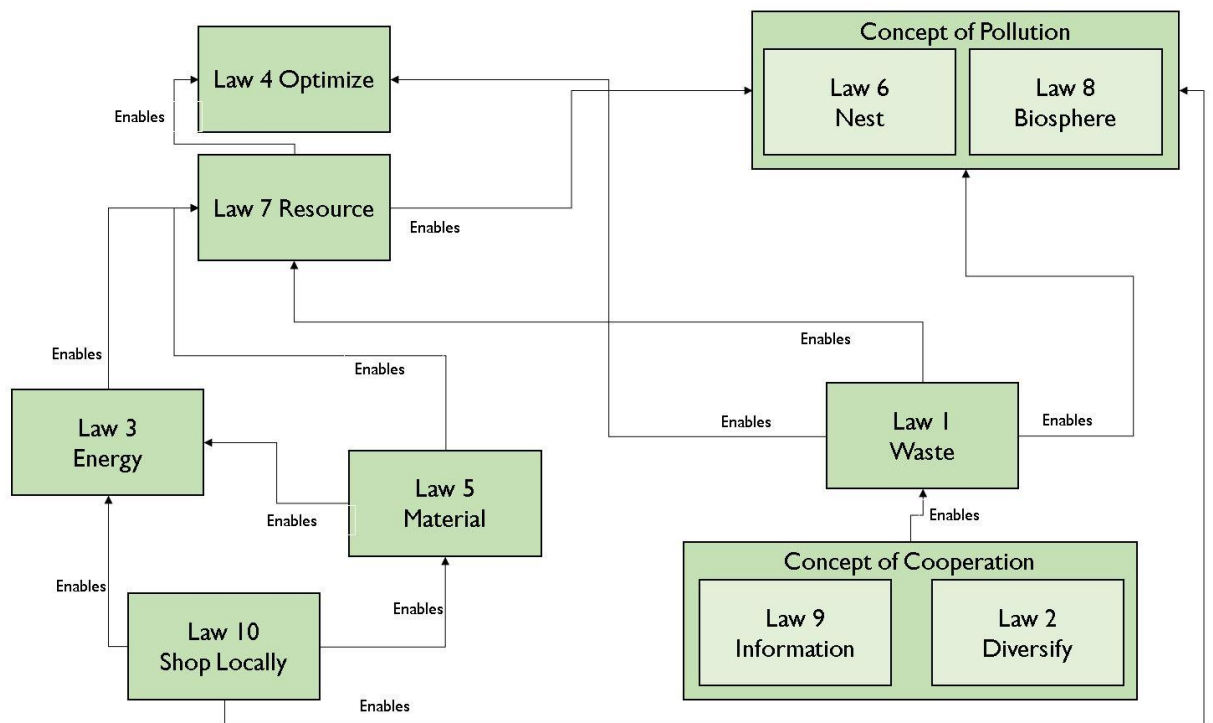 Concept of Pollution
Law 4 Optimize
Law 6
Nest
Law 8
Biosphere
Enables
Law 7 Resource
Enables
Enables
Enables
Enables
Law 3
Energy
Law 1
Waste
Enables
Enables
Law 5
Material
Enables
Enables
Concept of Cooperation
Enables
Enables
Law 10
Shop Locally
Law 9
Information
Law 2
Diversify
Enables